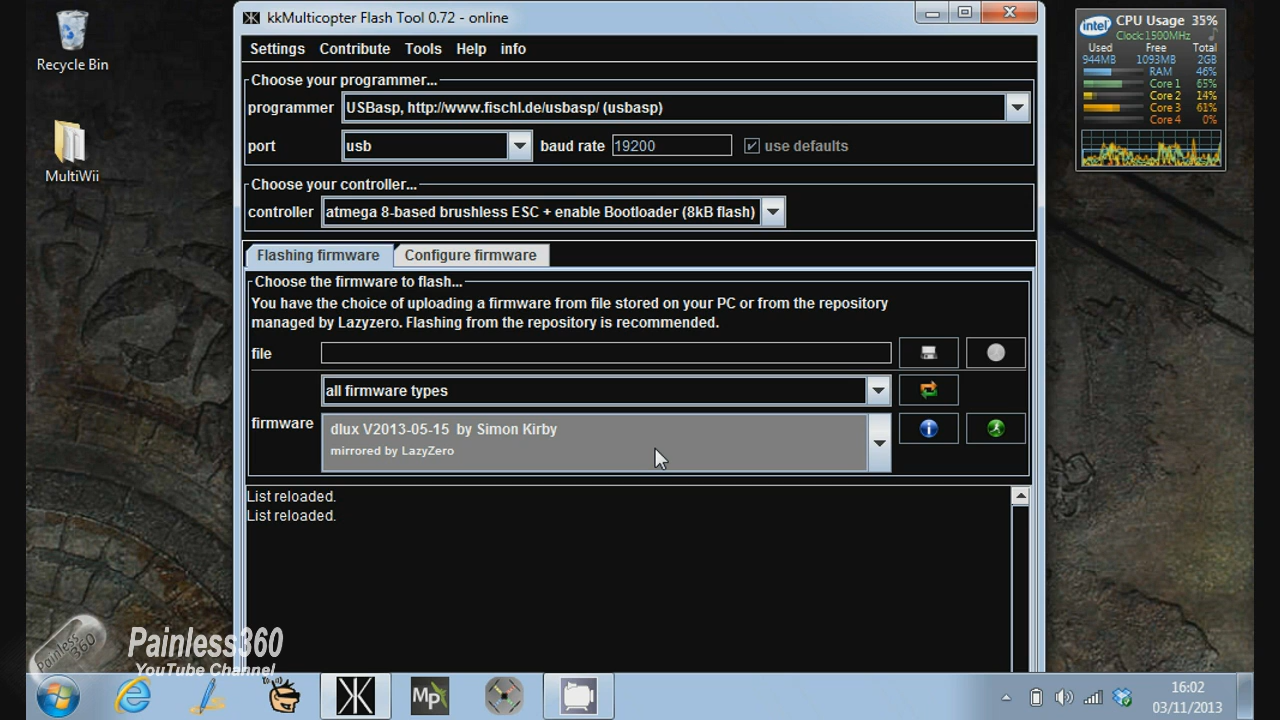 Recycle Bin
MultiWii
kkMulticopter Flash Tool 0.72 - online
Settings Contribute Tools Help info
Choose your programmer...
programmer USBasp, http://www.fischl.de/usbasp/ (usbasp)
port usb baud rate 19200 use defaults
Choose your controller...
controller atmega 8-based brushless ESC + enable Bootloader (8kB flash)
Flashing firmware Configure firmware
Choose the firmware to flash...
You have the choice of uploading a firmware from file stored on your PC or from the repository
managed by Lazyzero. Flashing from the repository is recommended.
file
all firmware types
firmware dlux V2013-05-15 by Simon Kirby
mirrored by LazyZero
List reloaded.
List reloaded.
intel CPU Usage 35%
Clock: 1590MHz
Used Free Total
944MB 1093MB 2GB
RAM 46%
Core 1 65%
Core 2 14%
Core 3 61%
Core 4 0%
Painless360
Painless360
YouTube Channel
Mp
16:02
03/11/2013